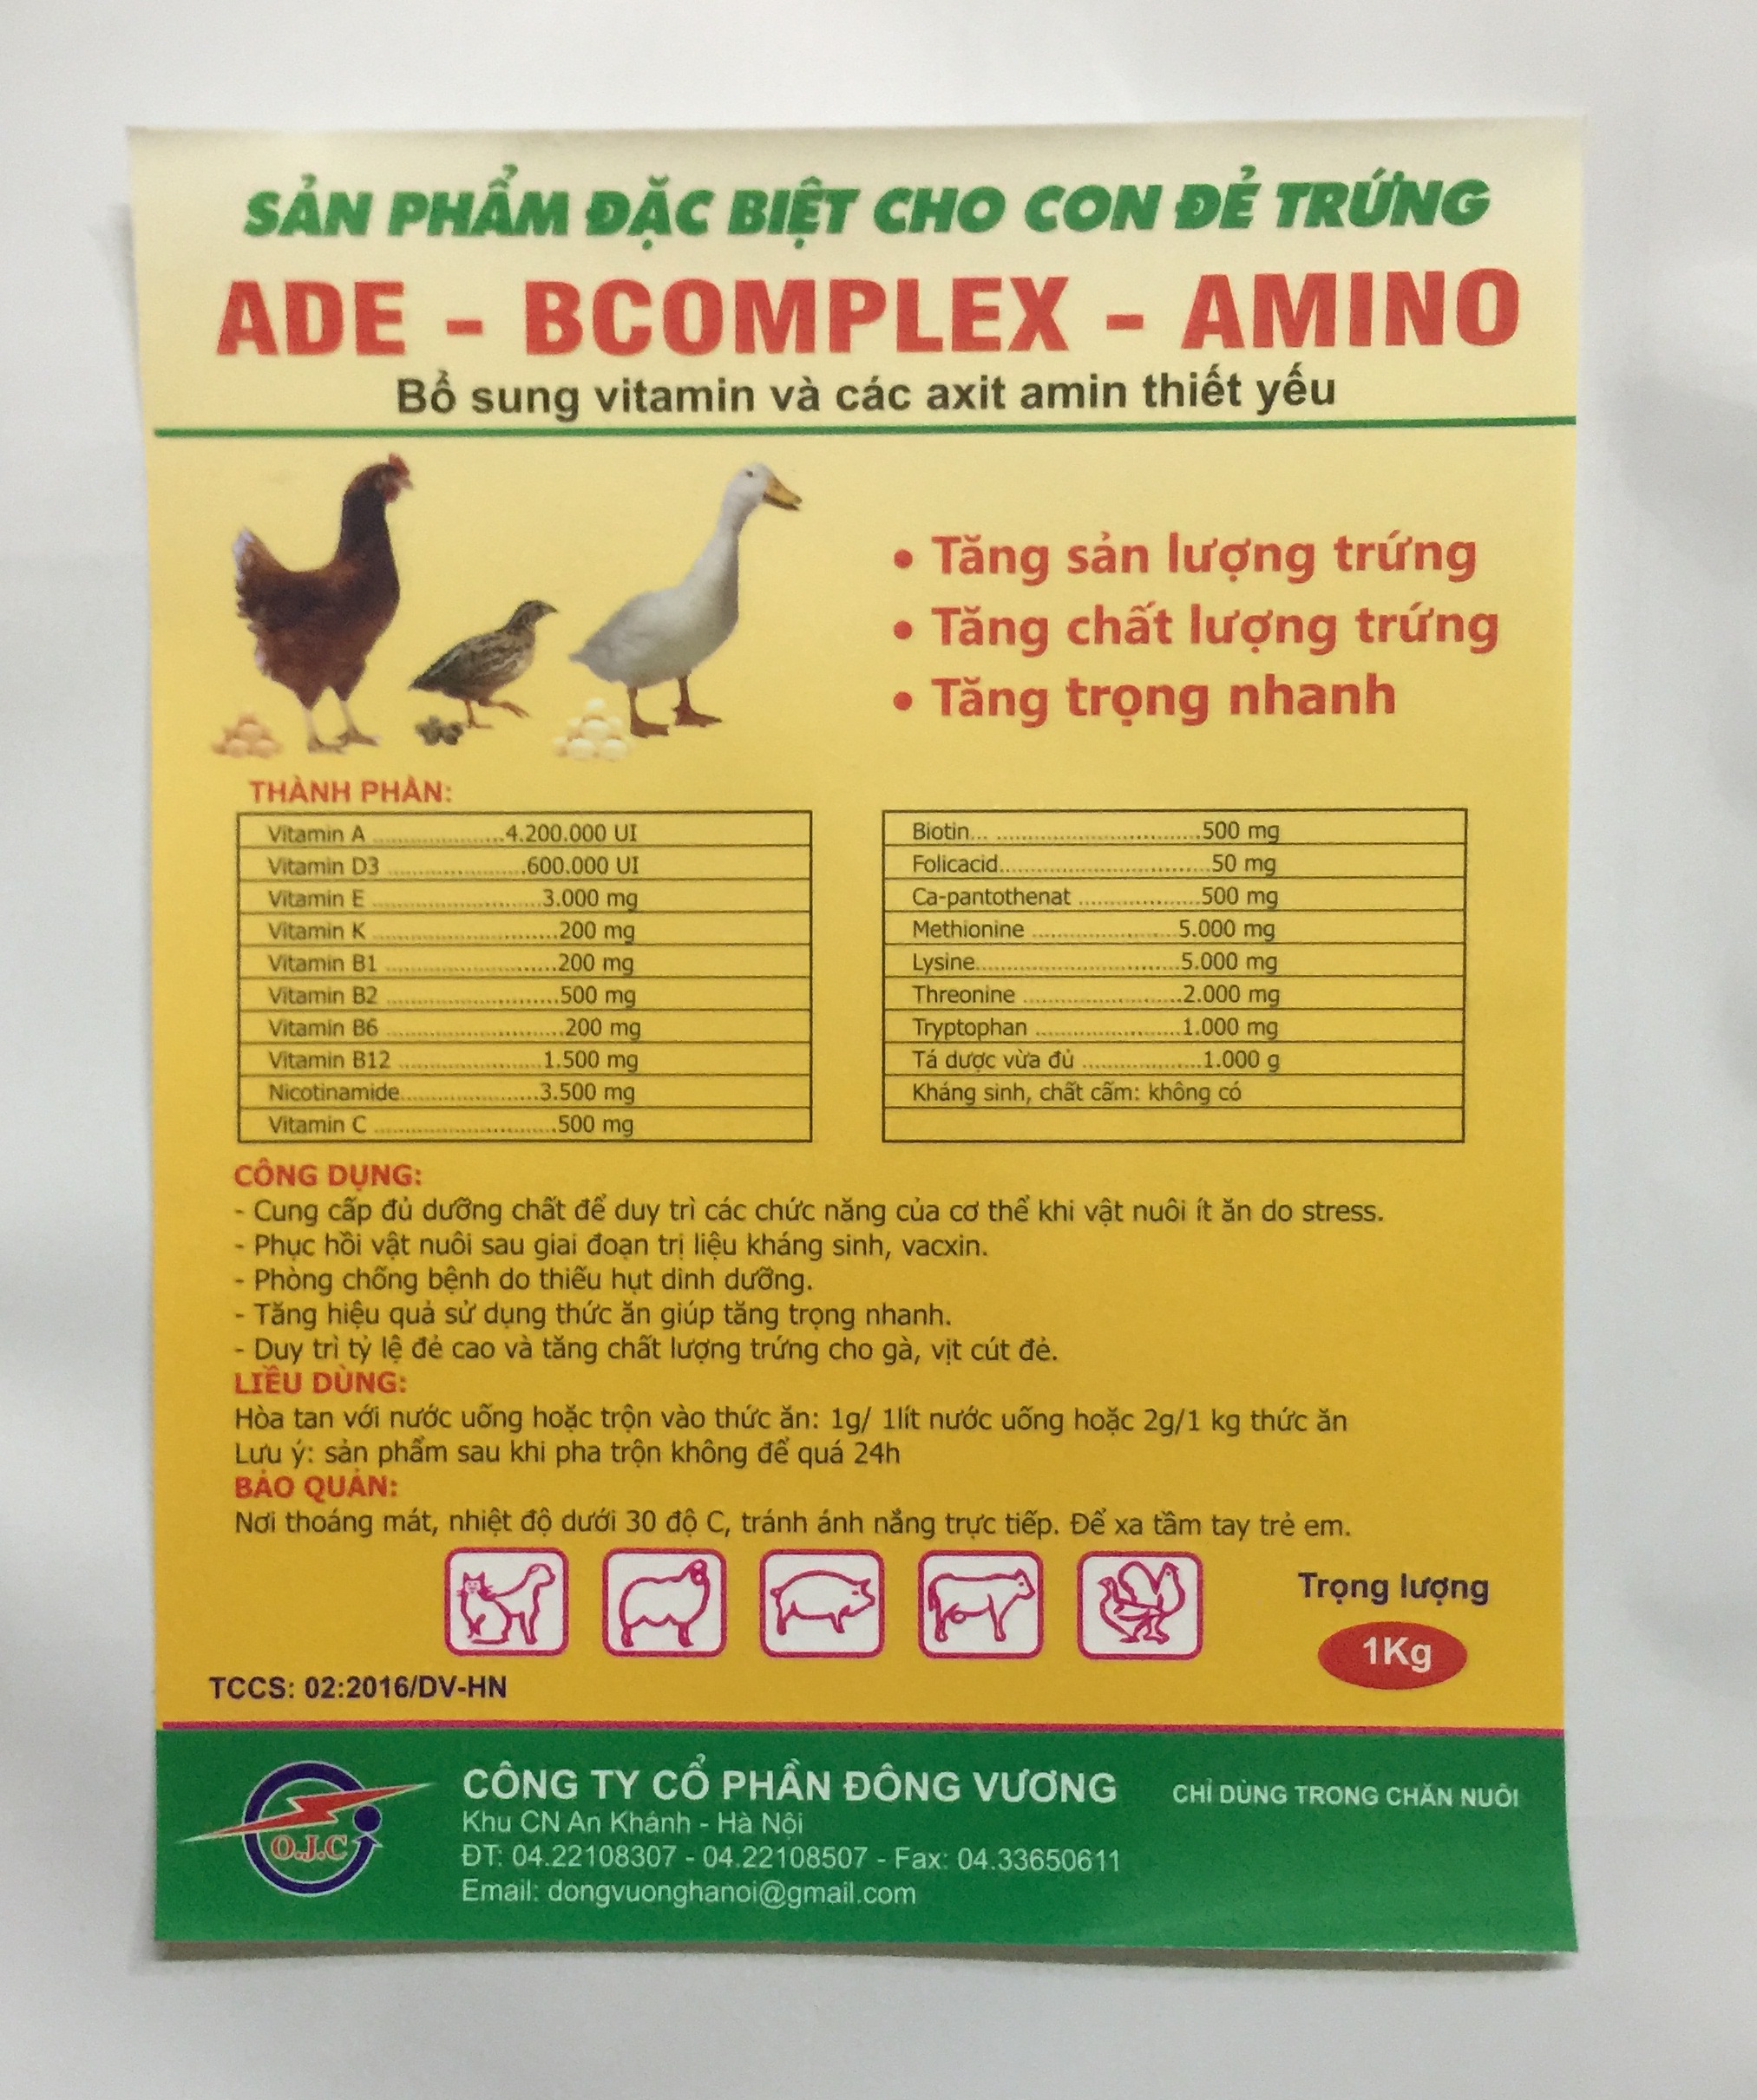 SẢN PHẨM ĐẶC BIỆT CHO CON ĐẺ TRỨNG
ADE - BCOMPLEX - AMINO
Bổ sung vitamin và các axit amin thiết yếu
• Tăng sản lượng trứng
• Tăng chất lượng trứng
• Tăng trọng nhanh
THÀNH PHẦN:
Vitamin A ........................4.200.000 UI
Vitamin D3 ........................600.000 UI
Vitamin E ..............................3.000 mg
Vitamin K .................................200 mg
Vitamin B1 ..............................200 mg
Vitamin B2 ...............................500 mg
Vitamin B6 ................................200 mg
Vitamin B12 .........................1.500 mg
Nicotinamide........................3.500 mg
Vitamin C ................................500 mg
Biotin... ....................................500 mg
Folicacid.....................................50 mg
Ca-pantothenat .....................500 mg
Methionine .........................5.000 mg
Lysine....................................5.000 mg
Threonine ............................2.000 mg
Tryptophan .........................1.000 mg
Tá dược vừa đủ .....................1.000 g
Kháng sinh, chất cấm: không có
CÔNG DỤNG:
- Cung cấp đủ dưỡng chất để duy trì các chức năng của cơ thể khi vật nuôi ít ăn do stress.
- Phục hồi vật nuôi sau giai đoạn trị liệu kháng sinh, vacxin.
- Phòng chống bệnh do thiếu hụt dinh dưỡng.
- Tăng hiệu quả sử dụng thức ăn giúp tăng trọng nhanh.
- Duy trì tỷ lệ đẻ cao và tăng chất lượng trứng cho gà, vịt cút đẻ.
LIỀU DÙNG:
Hòa tan với nước uống hoặc trộn vào thức ăn: 1g/ 1lít nước uống hoặc 2g/1 kg thức ăn
Lưu ý: sản phẩm sau khi pha trộn không để quá 24h
BẢO QUẢN:
Nơi thoáng mát, nhiệt độ dưới 30 độ C, tránh ánh nắng trực tiếp. Để xa tầm tay trẻ em.
Trọng lượng
1Kg
TCCS: 02:2016/DV-HN
O.J.C
CÔNG TY CỔ PHẦN ĐÔNG VƯƠNG
CHỈ DÙNG TRONG CHĂN NUÔI
Khu CN An Khánh - Hà Nội
ĐT: 04.22108307 - 04.22108507 - Fax: 04.33650611
Email: dongvuonghanoi@gmail.com